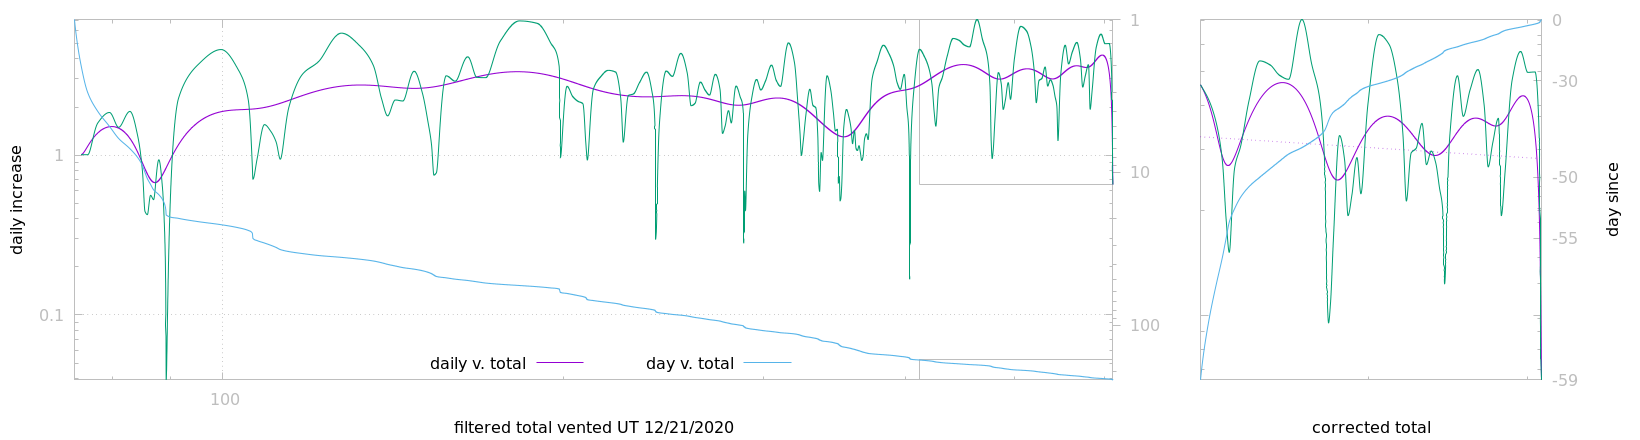 daily increase
1
0.1
100
daily v. total
day v. total
1
10
100
filtered total vented UT 12/21/2020
0
-30
-50
-55
-59
day since
corrected total